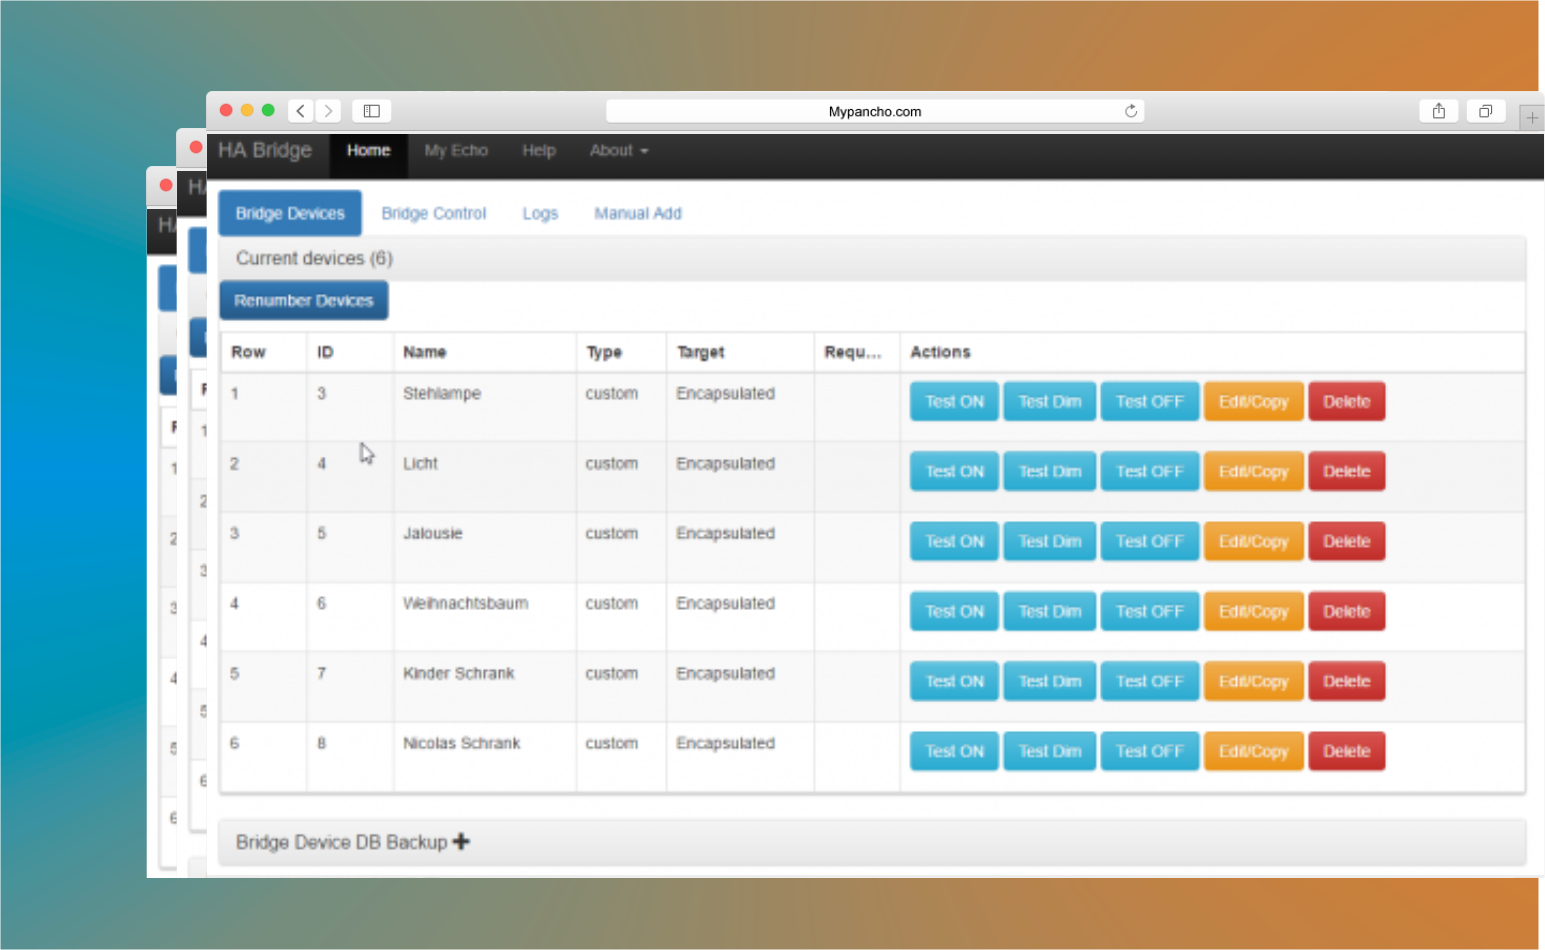 Mypancho.com
HA Bridge Home My Echo Help About
Bridge Devices Bridge Control Logs Manual Add
Current devices (6)
Renumber Devices
Row ID Name Type Target Requ... Actions
1 3 Stehlampe custom Encapsulated Test ON Test Dim Test OFF Edit/Copy Delete
2 4 Licht custom Encapsulated Test ON Test Dim Test OFF Edit/Copy Delete
3 5 Jalousie custom Encapsulated Test ON Test Dim Test OFF Edit/Copy Delete
4 6 Weihnachtsbaum custom Encapsulated Test ON Test Dim Test OFF Edit/Copy Delete
5 7 Kinder Schrank custom Encapsulated Test ON Test Dim Test OFF Edit/Copy Delete
6 8 Nicolas Schrank custom Encapsulated Test ON Test Dim Test OFF Edit/Copy Delete
Bridge Device DB Backup